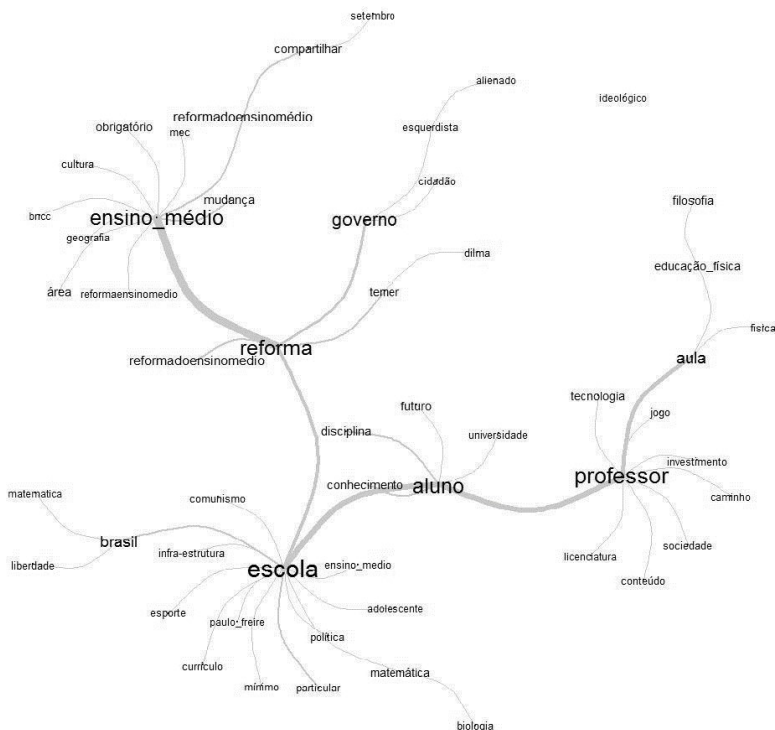 setembro
compartilhar
alienado
ideológico
reformadoensinomédio
obrigatório
mec
esquerdista
cultura
cidadão
mudança
filosofia
bncc
ensino_médio
governo
geografia
dilma
educação_física
área
reformaensinomedio
temer
física
reforma
reformadoensinomedio
aula
tecnologia
futuro
jogo
disciplina
universidade
investimento
professor
conhecimento
aluno
matematica
comunismo
caminho
brasil
infra-estrutura
sociedade
licenciatura
liberdade
escola
ensino_medio
conteúdo
esporte
adolescente
paulo_freire
política
currículo
matemática
mínimo
particular
biologia